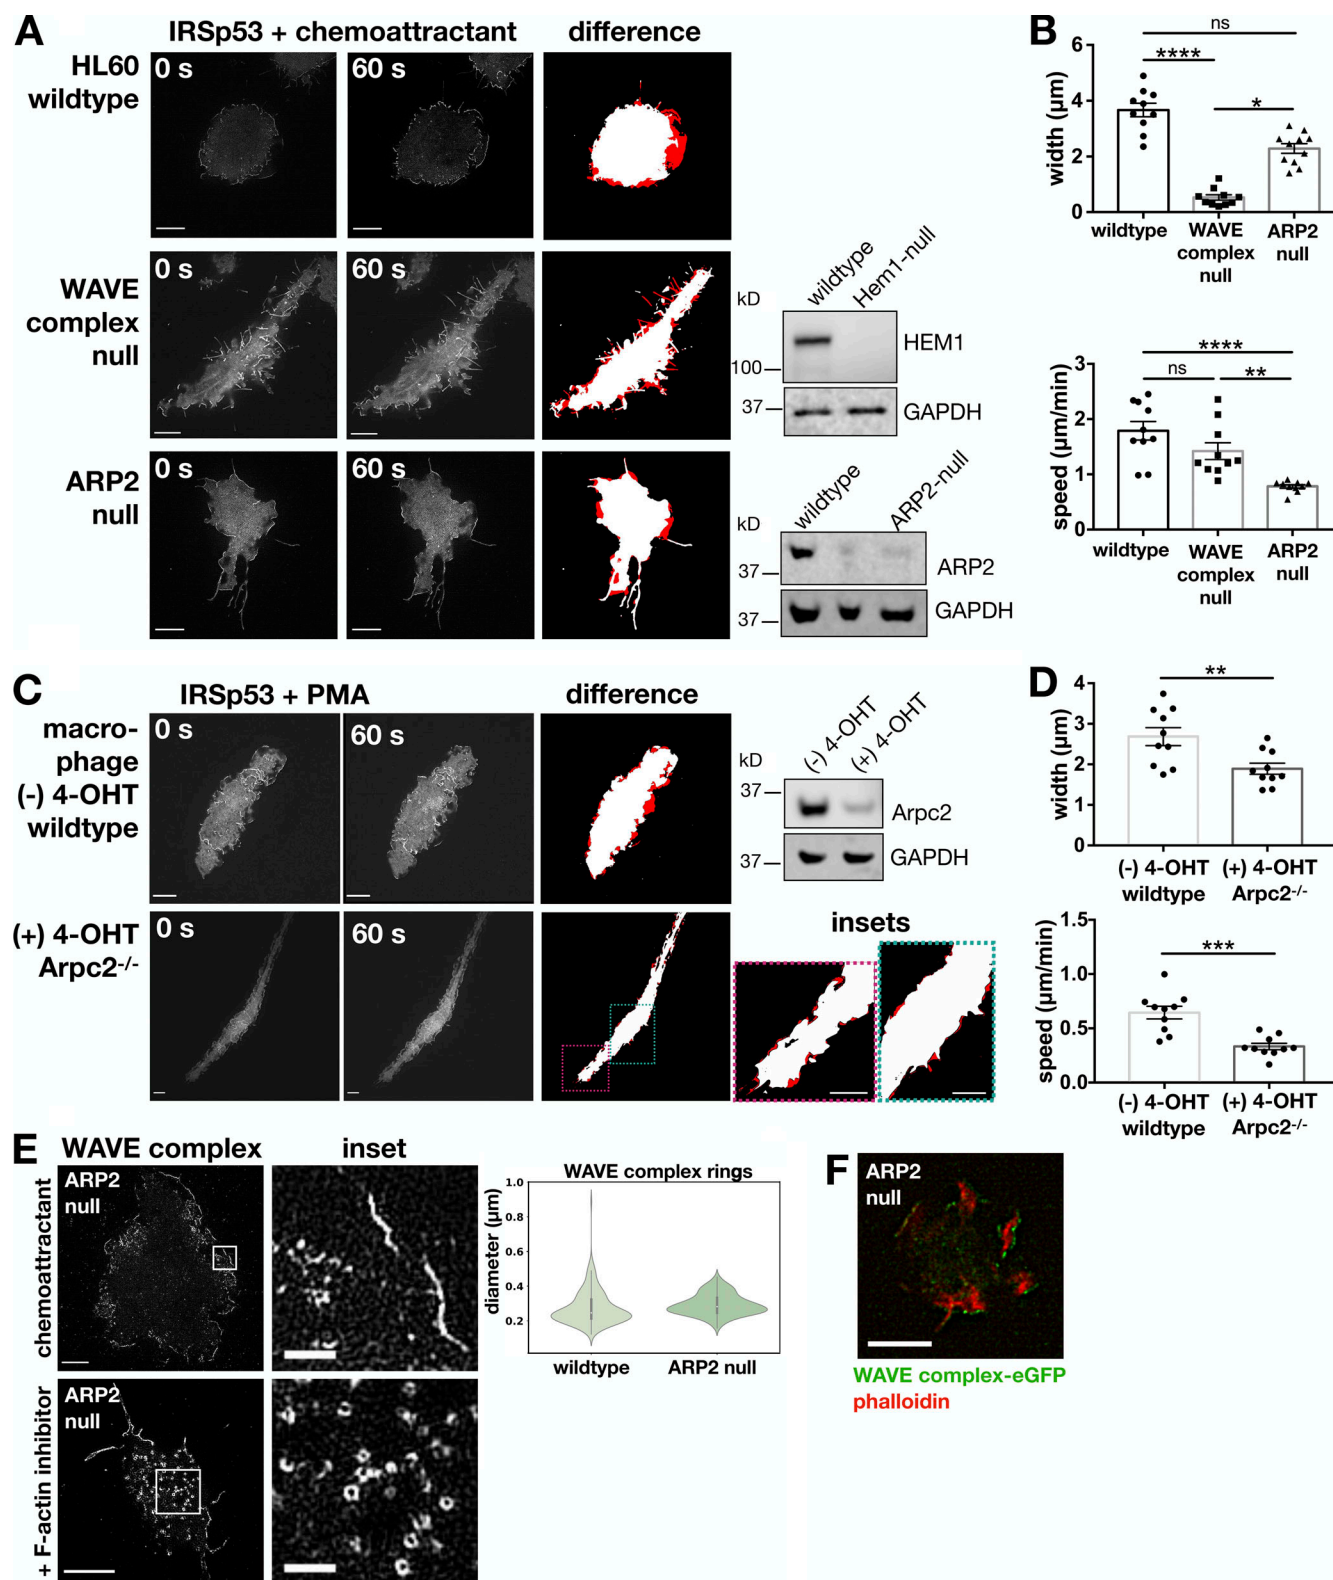 A
IRSp53 + chemoattractant
difference
HL60
wildtype
0 s
60 s
WAVE
complex
null
0 s
60 s
kD
wildtype
Hem1-null
HEM1
100
37
GAPDH
ARP2
null
0 s
60 s
kD
wildtype
ARP2-null
ARP2
37
GAPDH
37
B
ns
****
*
width (µm)
6
4
2
0
wildtype
WAVE
complex
null
ARP2
null
****
ns
**
speed (µm/min)
3
2
1
0
wildtype
WAVE
complex
null
ARP2
null
C
IRSp53 + PMA
difference
macro-
phage
(-) 4-OHT
wildtype
0 s
60 s
kD
(-) 4-OHT
(+) 4-OHT
37
Arpc2
37
GAPDH
(+) 4-OHT
Arpc2-/-
0 s
60 s
insets
D
**
width (µm)
4
3
2
1
0
(-) 4-OHT
wildtype
(+) 4-OHT
Arpc2-/-
***
speed (µm/min)
1.5
1.0
0.5
0.0
(-) 4-OHT
wildtype
(+) 4-OHT
Arpc2-/-
E
WAVE complex
inset
chemoattractant
ARP2
null
+ F-actin inhibitor
ARP2
null
WAVE complex rings
diameter (µm)
1.0
0.8
0.6
0.4
0.2
wildtype
ARP2 null
F
ARP2
null
WAVE complex-eGFP
phalloidin